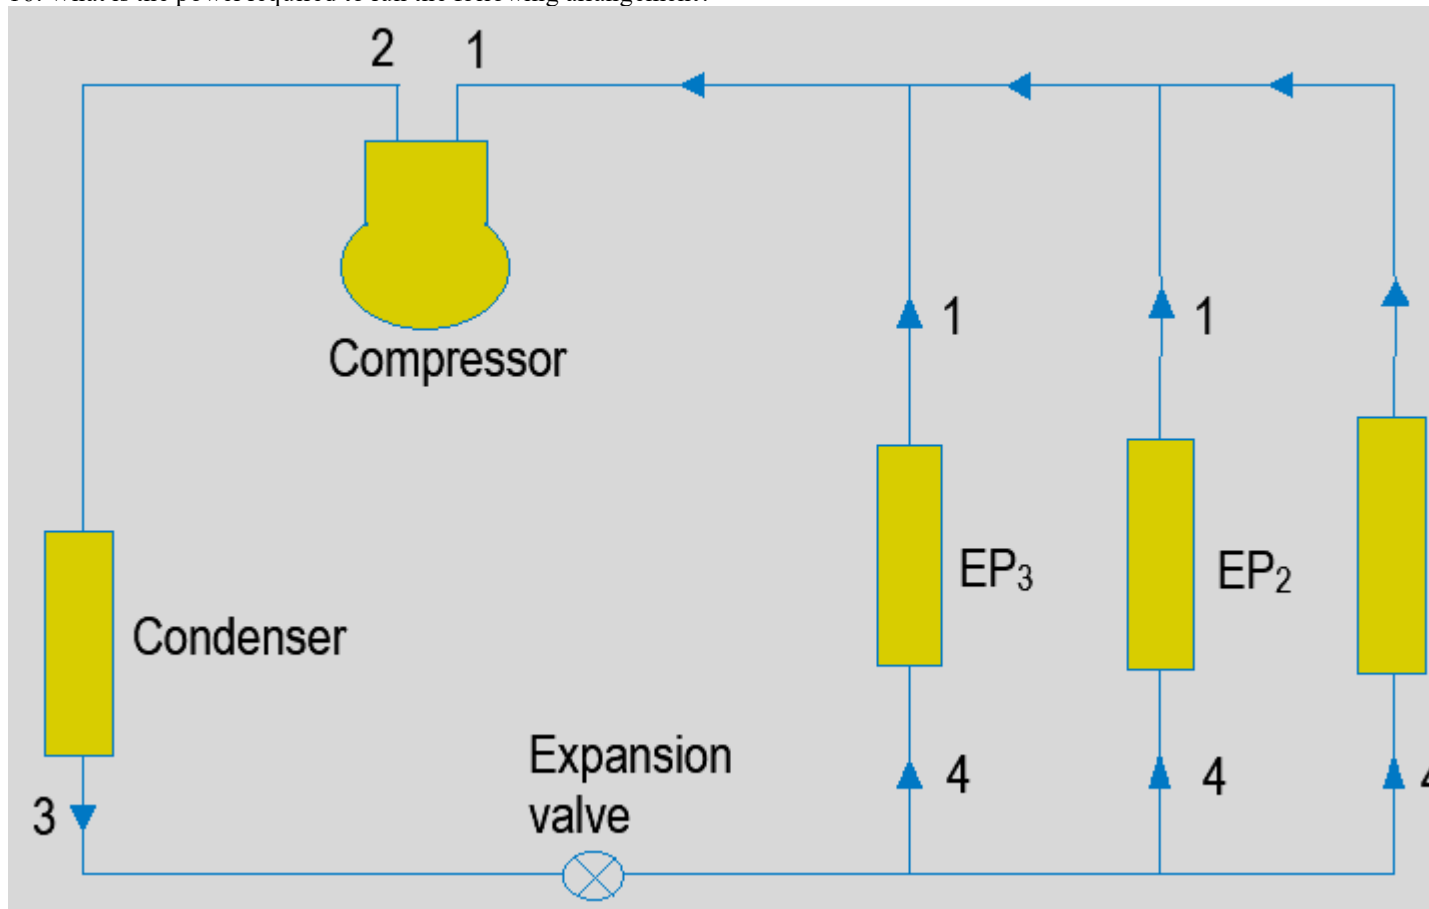 2 1
Compressor
1 1
EP3 EP2
Condenser
Expansion
valve
4 4
3